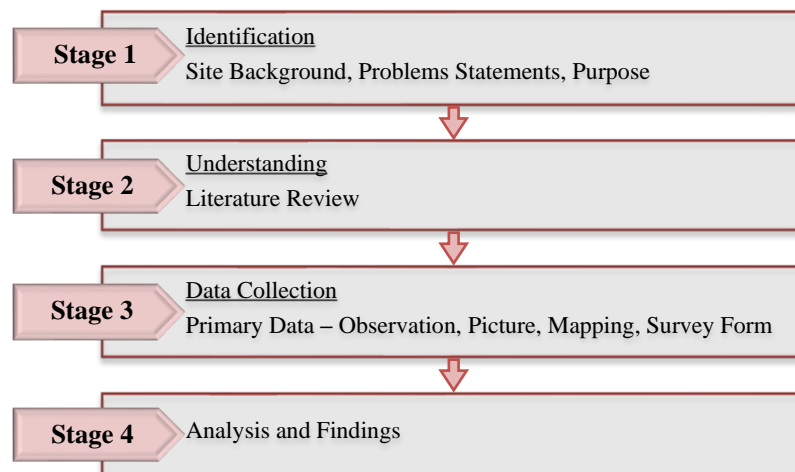 Stage 1
Identification
Site Background, Problems Statements, Purpose
Stage 2
Understanding
Literature Review
Stage 3
Data Collection
Primary Data – Observation, Picture, Mapping, Survey Form
Stage 4
Analysis and Findings